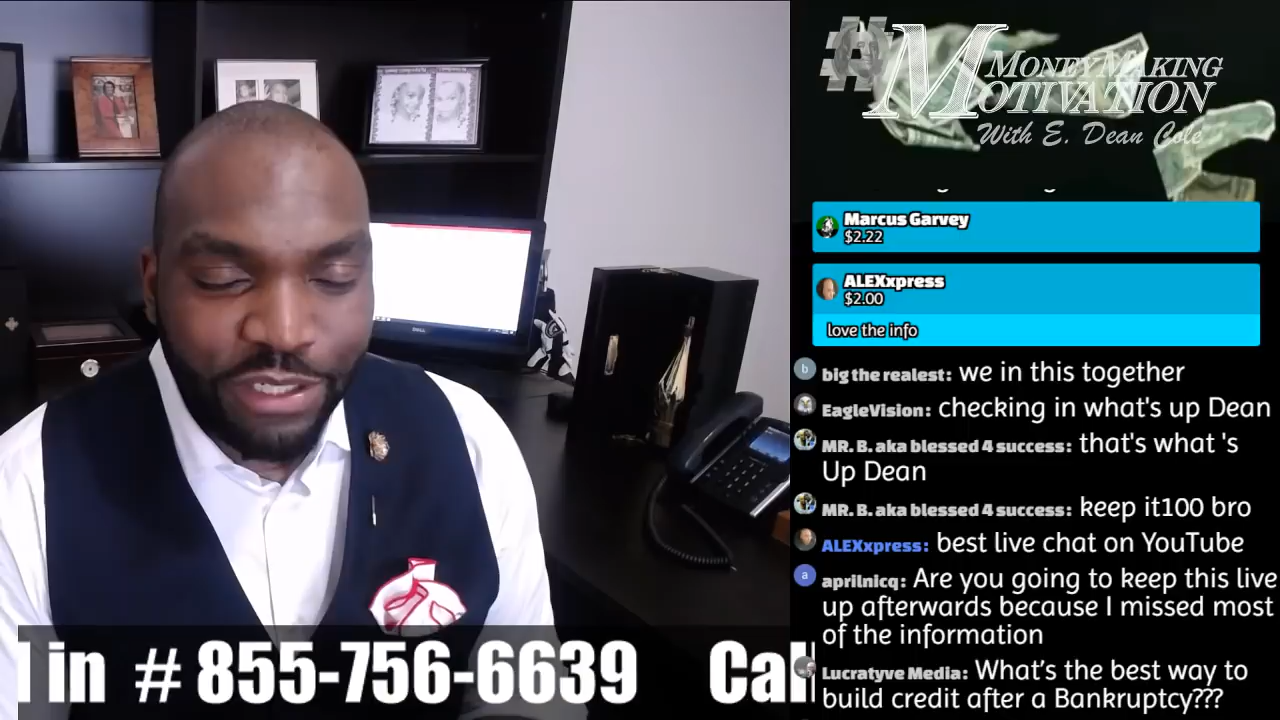 #MoneyMaking
Motivation
With E. Dean Cole
Marcus Garvey
$2.22
ALEXxpress
$2.00
love the info
big the realest: we in this together
EagleVision: checking in what's up Dean
MR. B. aka blessed 4 success: that's what 's
Up Dean
MR. B. aka blessed 4 success: keep it100 bro
ALEXxpress: best live chat on YouTube
aprilnicq: Are you going to keep this live
up afterwards because I missed most
of the information
Lucratyve Media: What's the best way to
build credit after a Bankruptcy???
in # 855-756-6639 Call
DELL